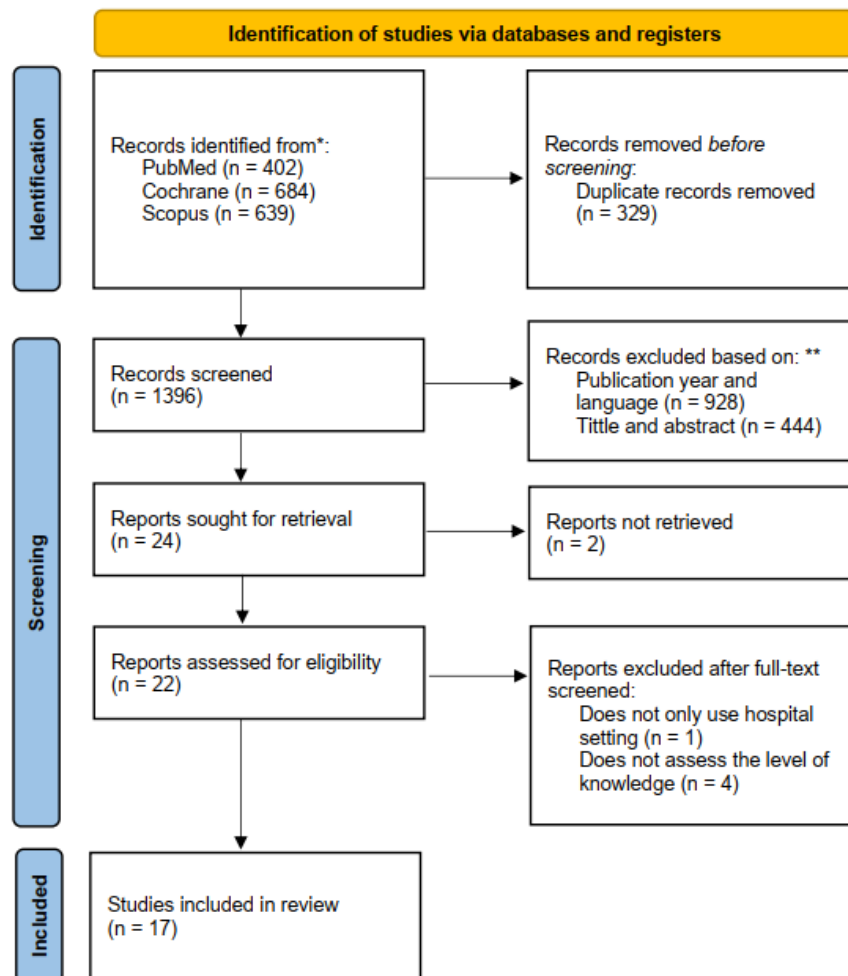 Identification of studies via databases and registers
Identification
Records identified from*:
PubMed (n = 402)
Cochrane (n = 684)
Scopus (n = 639)
Records removed before
screening:
Duplicate records removed
(n = 329)
Screening
Records screened
(n = 1396)
Records excluded based on: **
Publication year and
language (n = 928)
Tittle and abstract (n = 444)
Reports sought for retrieval
(n = 24)
Reports not retrieved
(n = 2)
Reports assessed for eligibility
(n = 22)
Reports excluded after full-text
screened:
Does not only use hospital
setting (n = 1)
Does not assess the level of
knowledge (n = 4)
Included
Studies included in review
(n = 17)